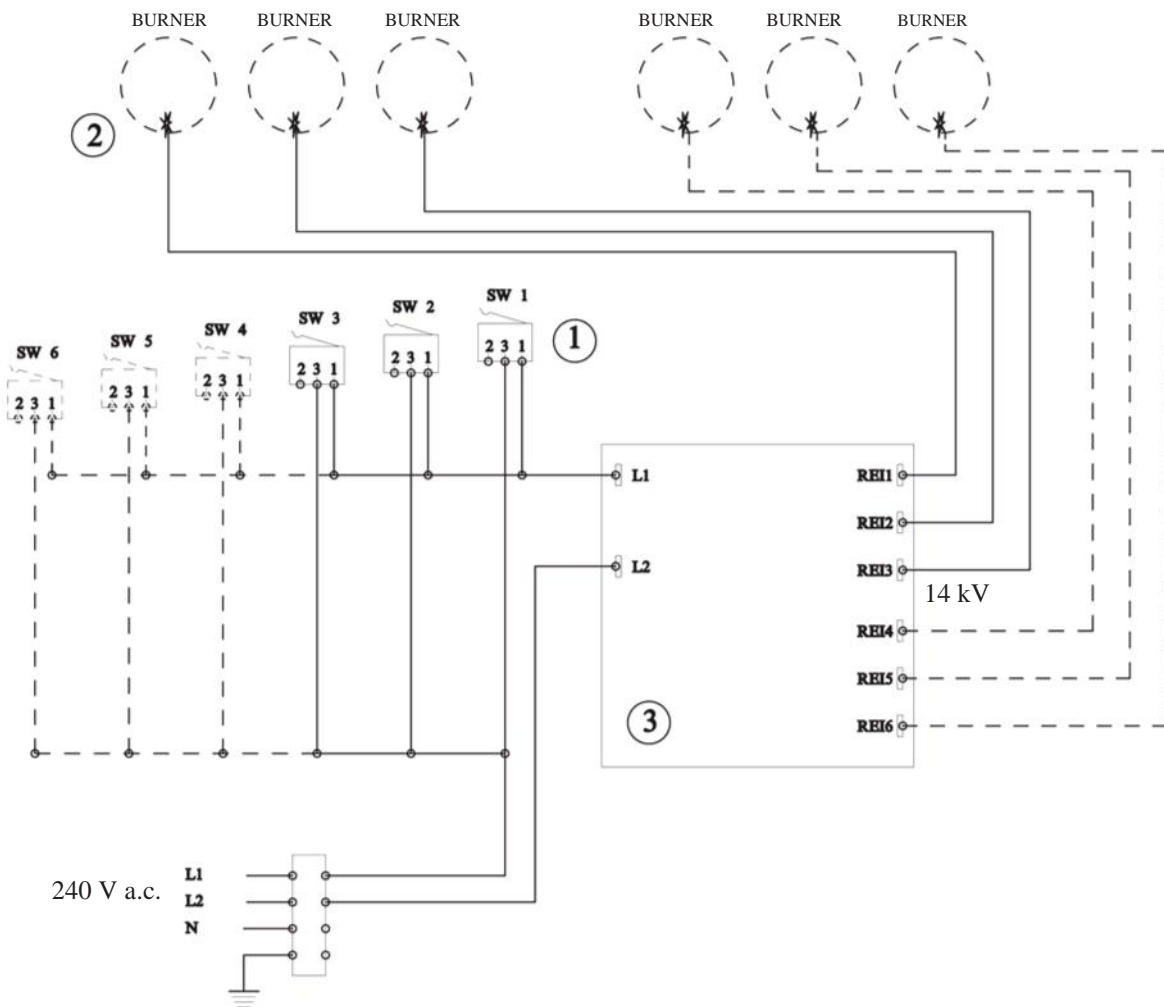 BURNER BURNER BURNER BURNER BURNER BURNER
2
SW 1
SW 2
SW 3
SW 4
SW 5
SW 6
1
2 3 1
2 3 1
2 3 1
2 3 1
2 3 1
2 3 1
L1
REI1
REI2
L2
REI3
14 kV
REI4
REI5
3
REI6
240 V a.c.
L1
L2
N